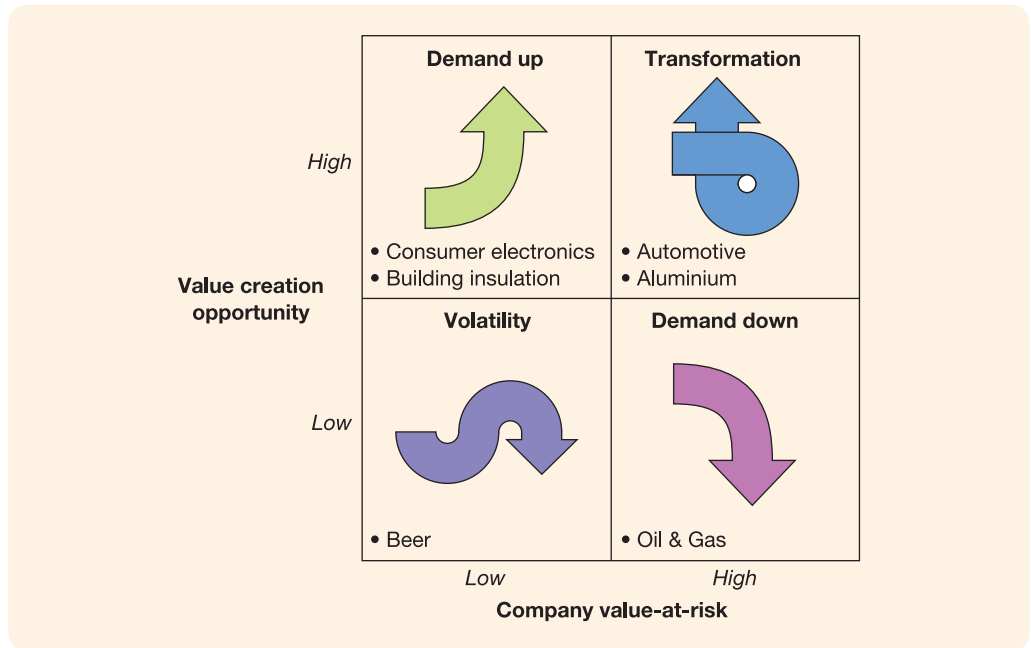 Demand up
Transformation
High
• Consumer electronics
• Building insulation
• Automotive
• Aluminium
Value creation
opportunity
Volatility
Demand down
Low
• Beer
• Oil & Gas
Low
High
Company value-at-risk